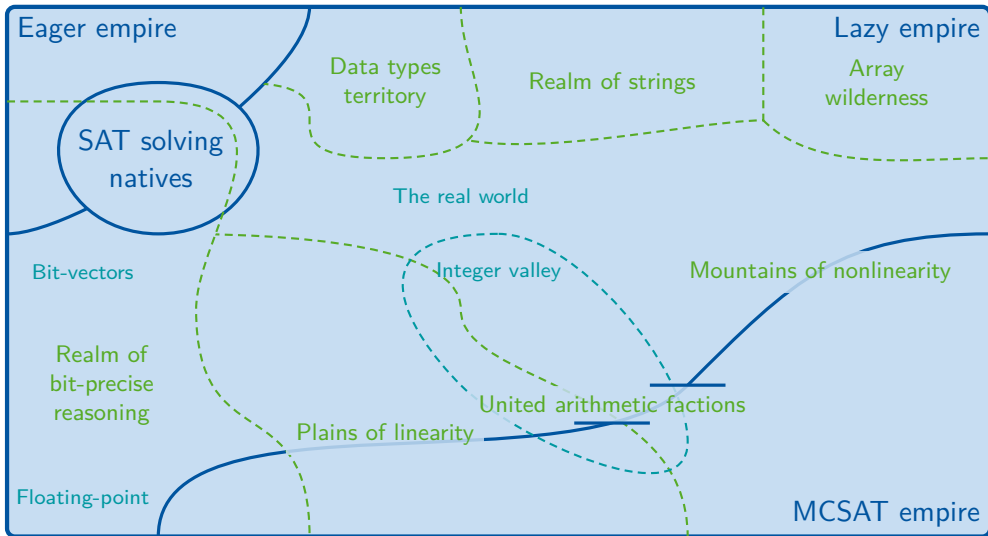 Eager empire
Lazy empire
Data types
territory
Realm of strings
Array
wilderness
SAT solving
natives
The real world
Bit-vectors
Integer valley
Mountains of nonlinearity
Realm of
bit-precise
reasoning
United arithmetic factions
Plains of linearity
Floating-point
MCSAT empire